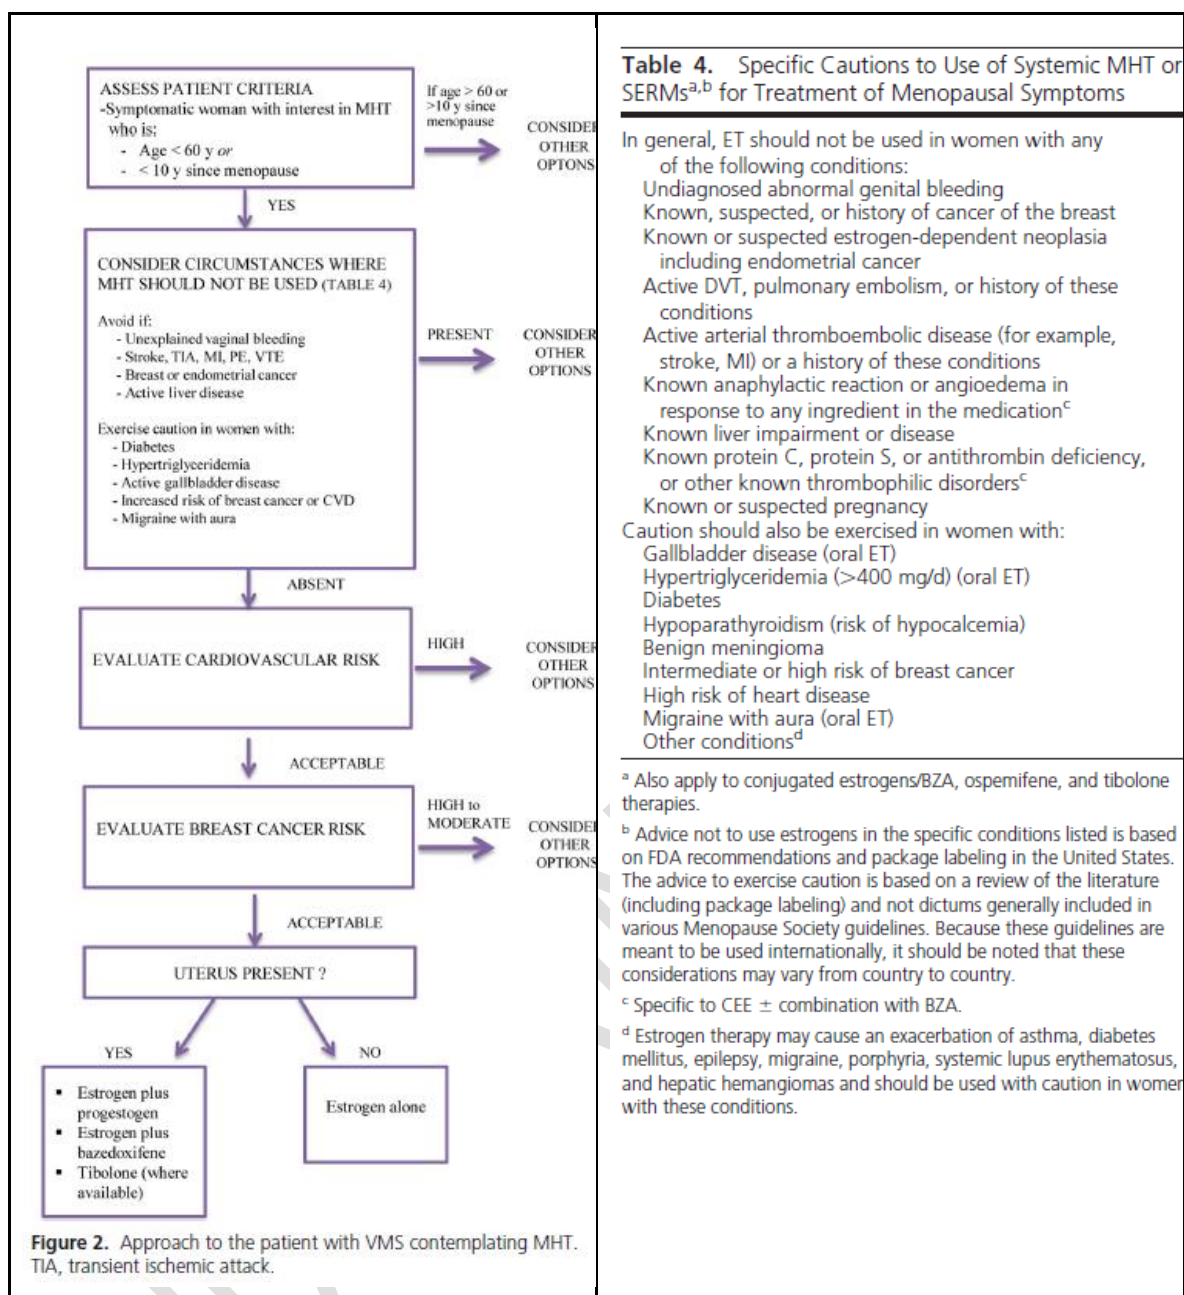 ASSESS PATIENT CRITERIA
-Symptomatic woman with interest in MHT
who is:
- Age < 60 y or
- < 10 y since menopause
If age > 60 or
>10 y since
menopause
CONSIDER
OTHER
OPTONS
YES
CONSIDER CIRCUMSTANCES WHERE
MHT SHOULD NOT BE USED (TABLE 4)
Avoid if:
- Unexplained vaginal bleeding
- Stroke, TIA, MI, PE, VTE
- Breast or endometrial cancer
- Active liver disease
Exercise caution in women with:
- Diabetes
- Hypertriglyceridemia
- Active gallbladder disease
- Increased risk of breast cancer or CVD
- Migraine with aura
PRESENT
CONSIDER
OTHER
OPTIONS
ABSENT
EVALUATE CARDIOVASCULAR RISK
HIGH
CONSIDER
OTHER
OPTIONS
ACCEPTABLE
EVALUATE BREAST CANCER RISK
HIGH to
MODERATE
CONSIDER
OTHER
OPTIONS
ACCEPTABLE
UTERUS PRESENT ?
YES
NO
▪ Estrogen plus
progestogen
▪ Estrogen plus
bazedoxifene
▪ Tibolone (where
available)
Estrogen alone
Figure 2. Approach to the patient with VMS contemplating MHT.
TIA, transient ischemic attack.
Table 4. Specific Cautions to Use of Systemic MHT or
SERMs^a,b for Treatment of Menopausal Symptoms
In general, ET should not be used in women with any
of the following conditions:
Undiagnosed abnormal genital bleeding
Known, suspected, or history of cancer of the breast
Known or suspected estrogen-dependent neoplasia
including endometrial cancer
Active DVT, pulmonary embolism, or history of these
conditions
Active arterial thromboembolic disease (for example,
stroke, MI) or a history of these conditions
Known anaphylactic reaction or angioedema in
response to any ingredient in the medication^c
Known liver impairment or disease
Known protein C, protein S, or antithrombin deficiency,
or other known thrombophilic disorders^c
Known or suspected pregnancy
Caution should also be exercised in women with:
Gallbladder disease (oral ET)
Hypertriglyceridemia (>400 mg/d) (oral ET)
Diabetes
Hypoparathyroidism (risk of hypocalcemia)
Benign meningioma
Intermediate or high risk of breast cancer
High risk of heart disease
Migraine with aura (oral ET)
Other conditions^d
^a Also apply to conjugated estrogens/BZA, ospemifene, and tibolone
therapies.
^b Advice not to use estrogens in the specific conditions listed is based
on FDA recommendations and package labeling in the United States.
The advice to exercise caution is based on a review of the literature
(including package labeling) and not dictums generally included in
various Menopause Society guidelines. Because these guidelines are
meant to be used internationally, it should be noted that these
considerations may vary from country to country.
^c Specific to CEE ± combination with BZA.
^d Estrogen therapy may cause an exacerbation of asthma, diabetes
mellitus, epilepsy, migraine, porphyria, systemic lupus erythematosus,
and hepatic hemangiomas and should be used with caution in women
with these conditions.